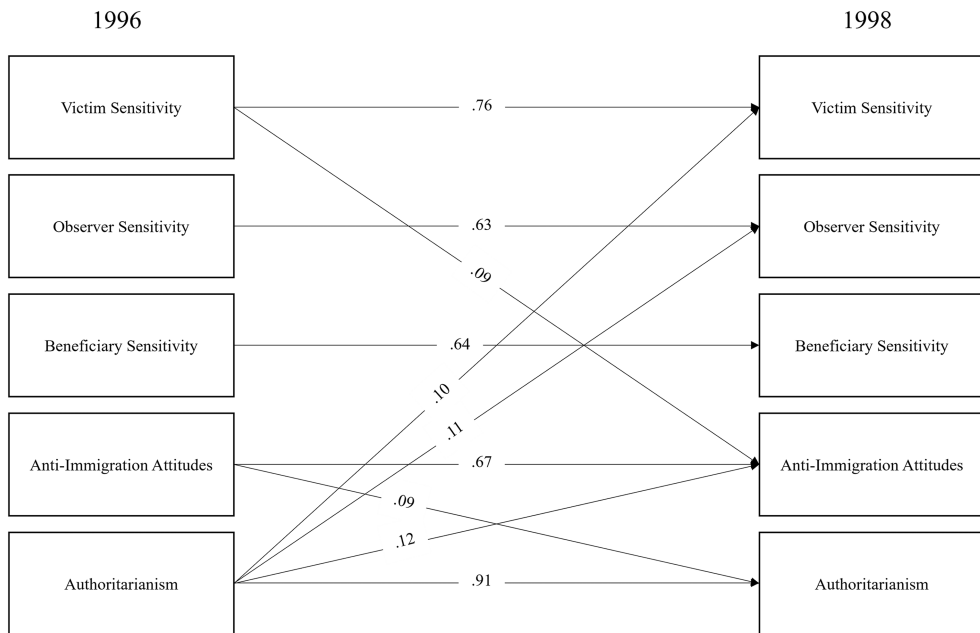 1996
1998
Victim Sensitivity
.76
Victim Sensitivity
Observer Sensitivity
.63
Observer Sensitivity
.09
Beneficiary Sensitivity
.64
Beneficiary Sensitivity
.10
.11
Anti-Immigration Attitudes
.67
Anti-Immigration Attitudes
.09
.12
Authoritarianism
.91
Authoritarianism